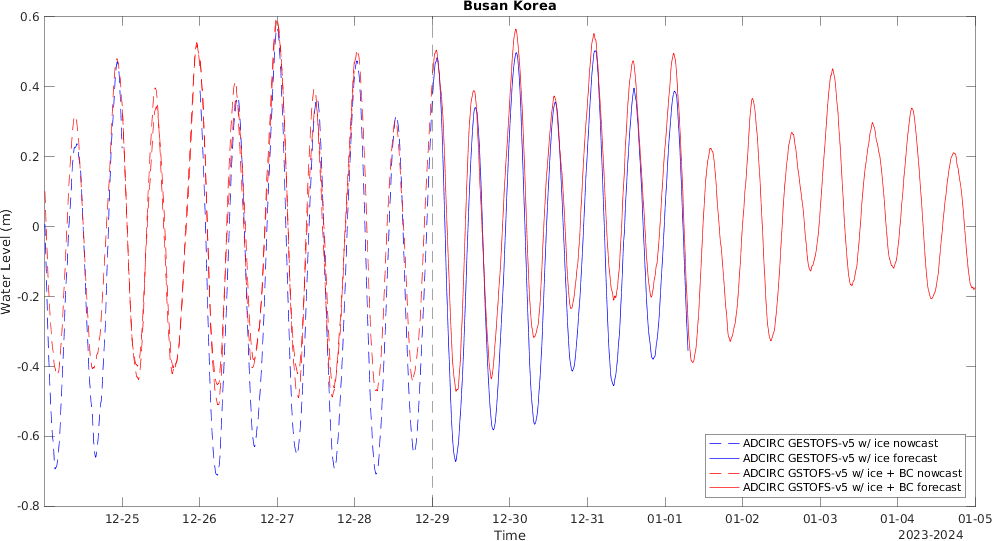 Busan Korea
0.6
0.4
0.2
0
-0.2
-0.4
-0.6
-0.8
Water Level (m)
12-25 12-26 12-27 12-28 12-29 12-30 12-31 01-01 01-02 01-03 01-04 01-05
Time
2023-2024
ADCIRC GESTOFS-v5 w/ ice nowcast
ADCIRC GESTOFS-v5 w/ ice forecast
ADCIRC GSTOFS-v5 w/ ice + BC nowcast
ADCIRC GSTOFS-v5 w/ ice + BC forecast